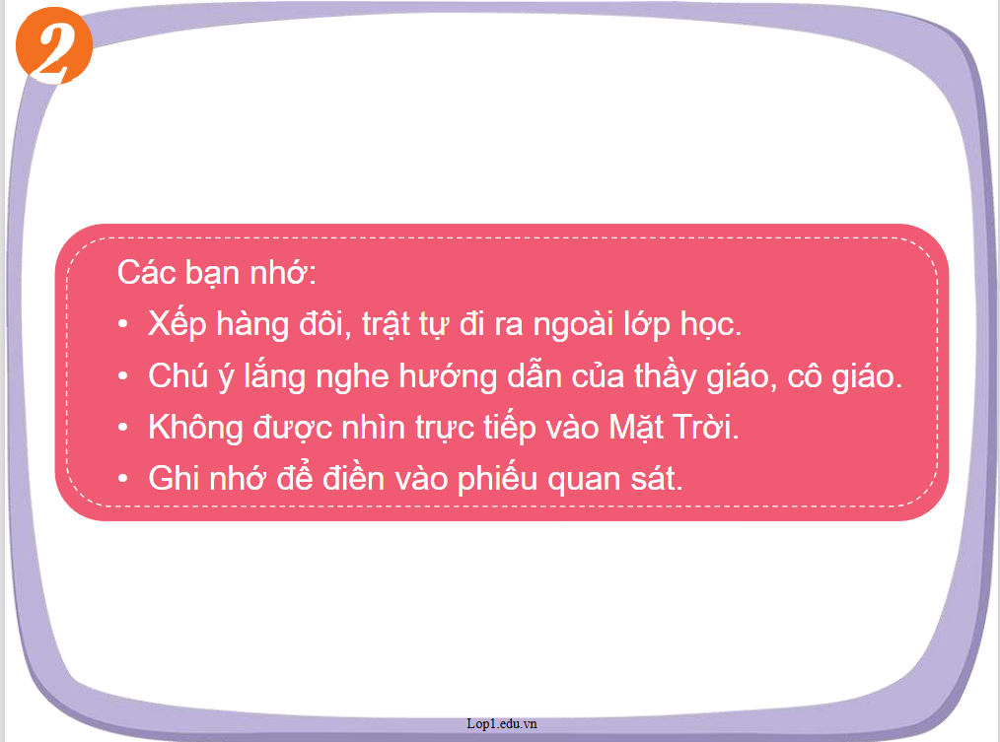 2
Các bạn nhớ:
• Xếp hàng đôi, trật tự đi ra ngoài lớp học.
• Chú ý lắng nghe hướng dẫn của thầy giáo, cô giáo.
• Không được nhìn trực tiếp vào Mặt Trời.
• Ghi nhớ để điền vào phiếu quan sát.
Lop1.edu.vn